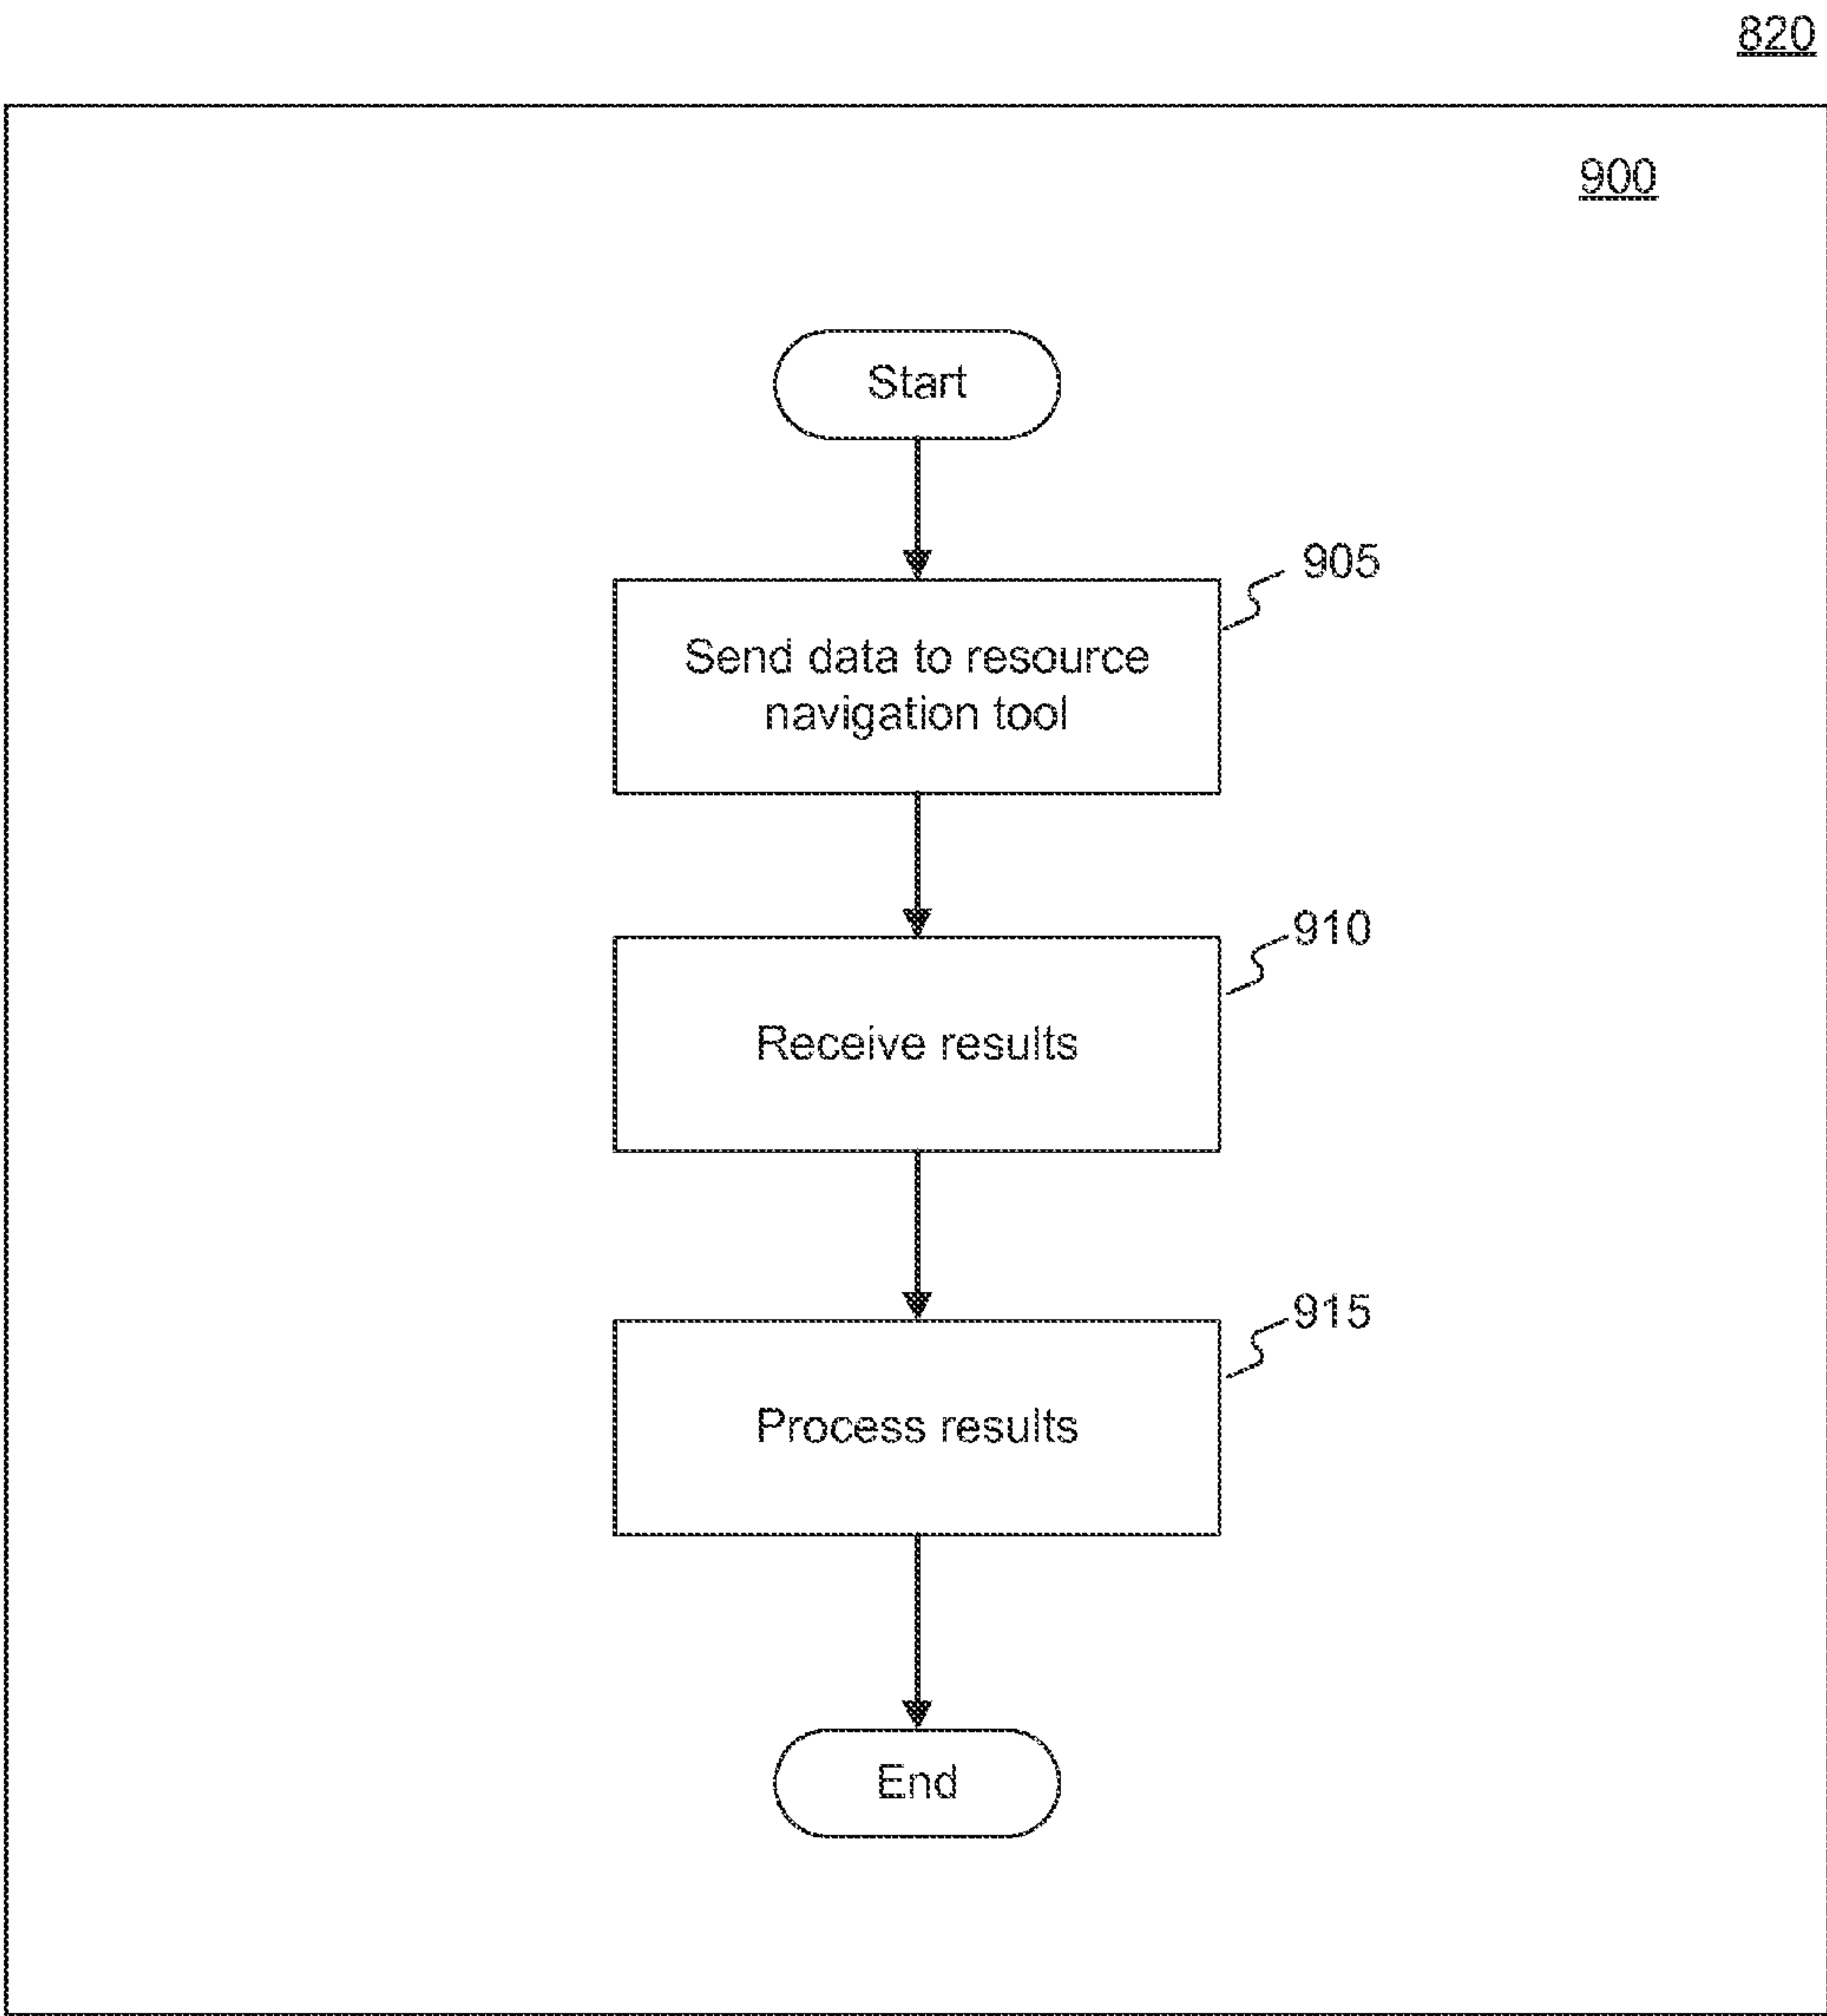 820
900
Start
905
Send data to resource
navigation tool
910
Receive results
915
Process results
End